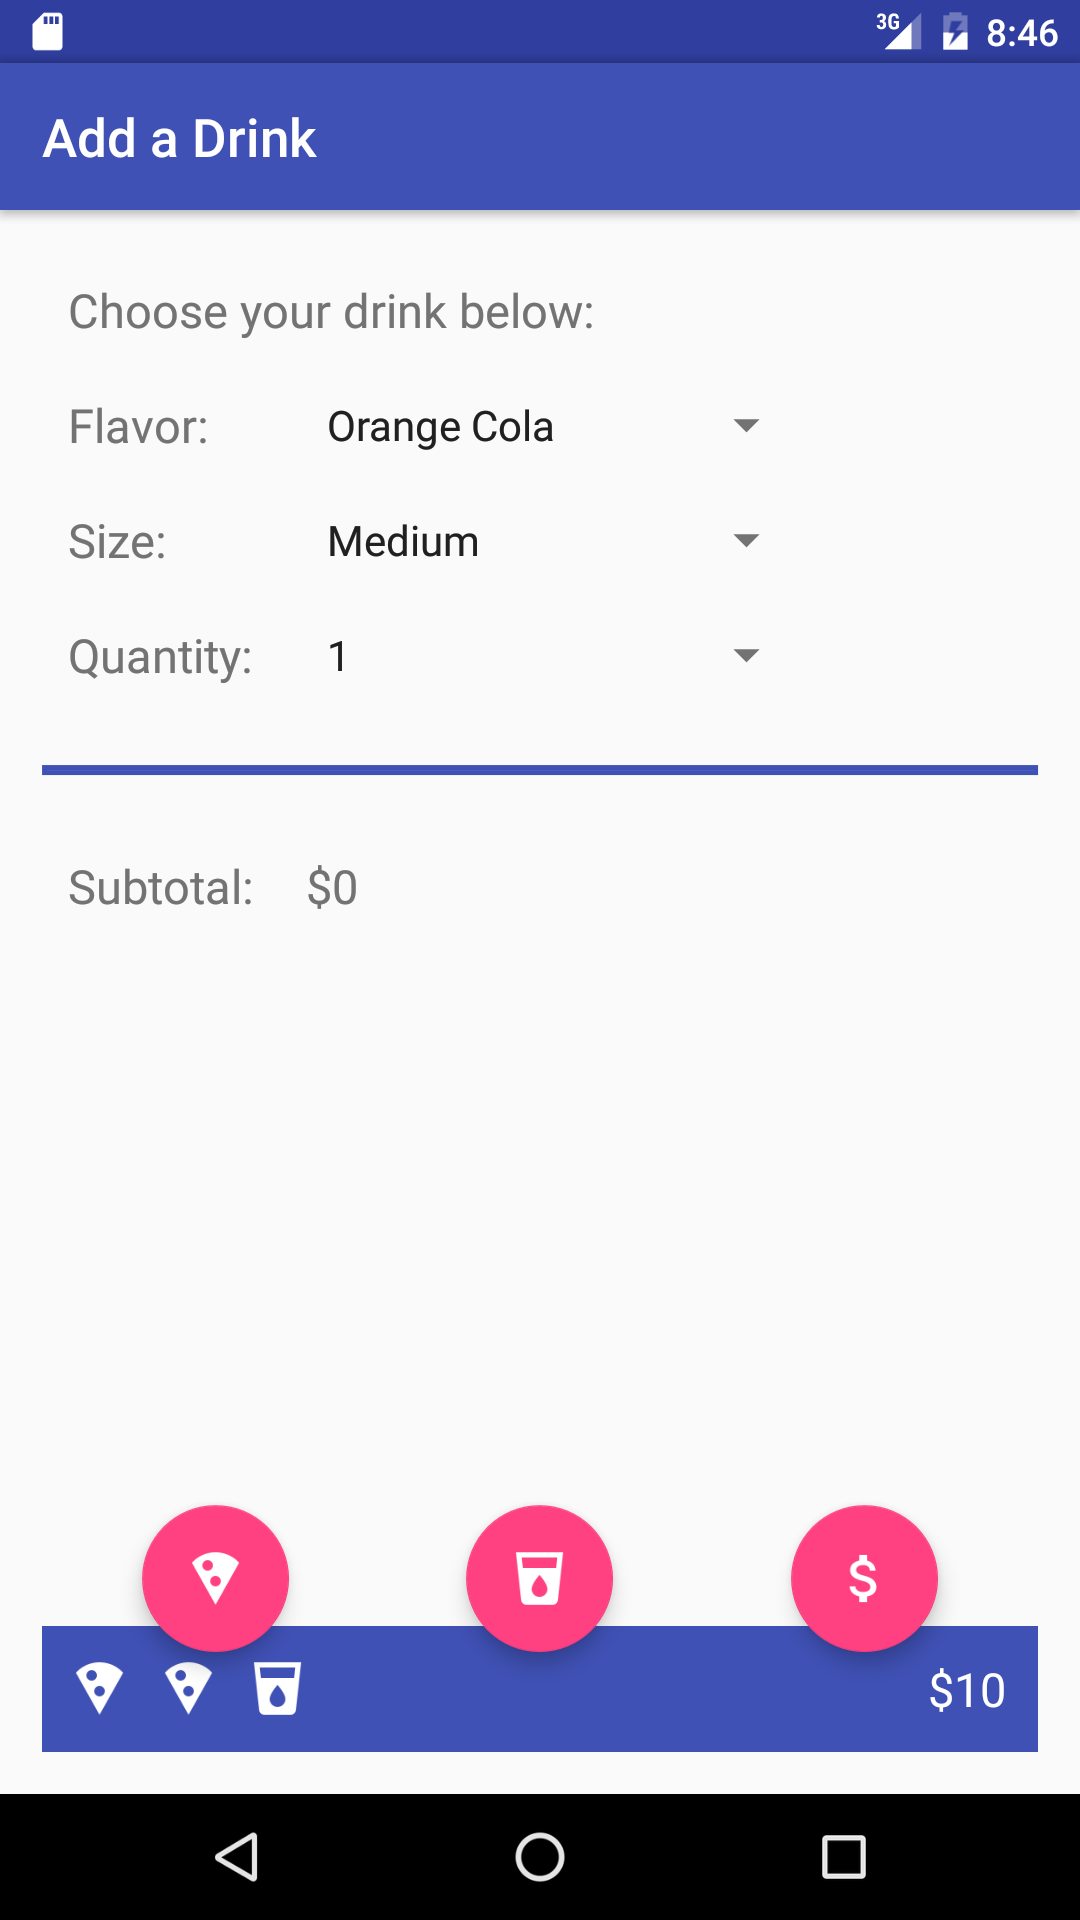 3G 8:46
Add a Drink
Choose your drink below:
Flavor: Orange Cola
Size: Medium
Quantity: 1
Subtotal: $0
$
$10